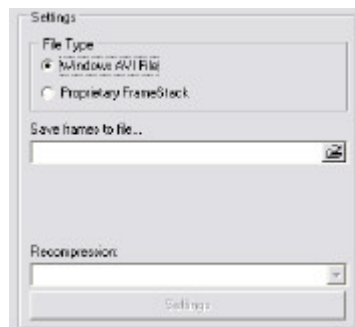 Settings
File Type
Windows AVI File
Proprietary FrameStack
Save frames to file...
Recompression:
Settings